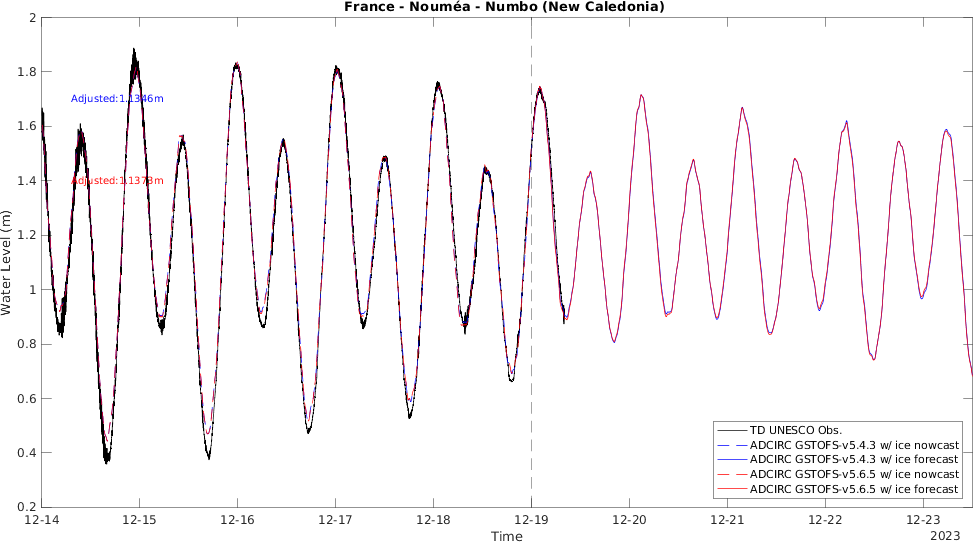 France - Nouméa - Numbo (New Caledonia)
2
1.8
1.6
1.4
1.2
1
0.8
0.6
0.4
0.2
Water Level (m)
Adjusted:1.1346m
Adjusted:1.1373m
TD UNESCO Obs.
ADCIRC GSTOFS-v5.4.3 w/ ice nowcast
ADCIRC GSTOFS-v5.4.3 w/ ice forecast
ADCIRC GSTOFS-v5.6.5 w/ ice nowcast
ADCIRC GSTOFS-v5.6.5 w/ ice forecast
12-14 12-15 12-16 12-17 12-18 12-19 12-20 12-21 12-22 12-23
Time
2023